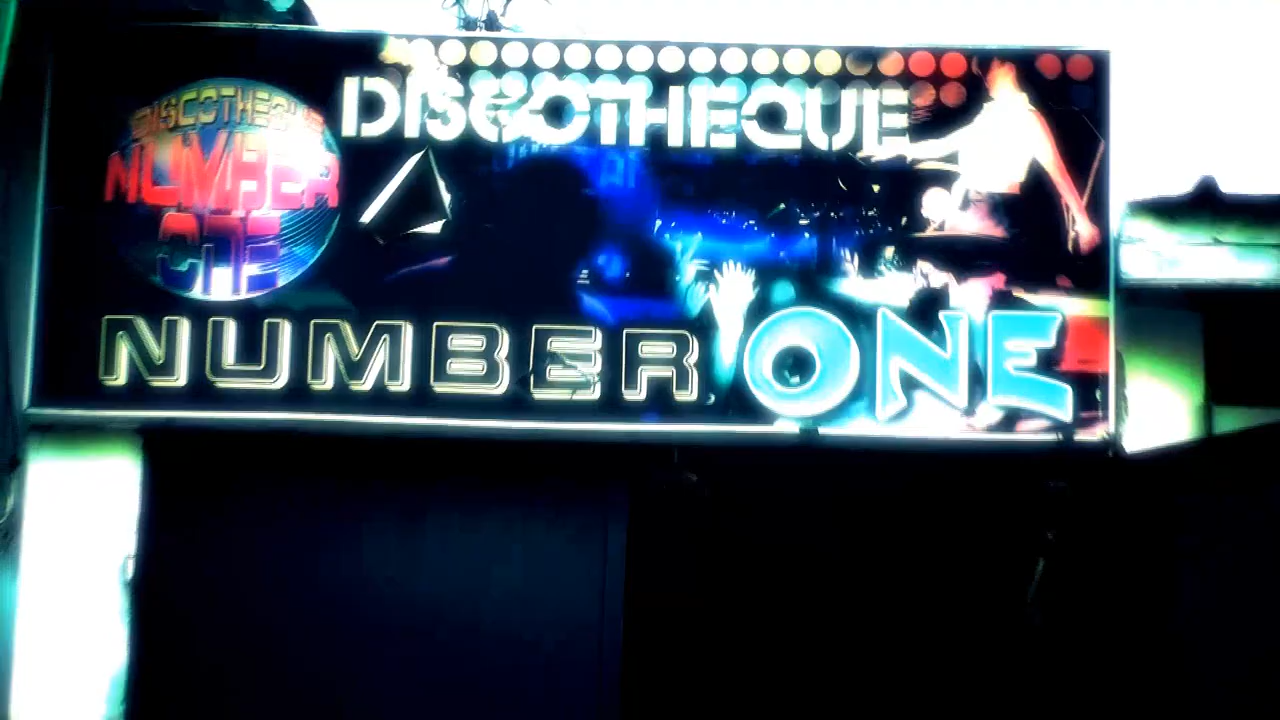 DISCOTHEQUE
NUMBER
ONE
DISCOTHEQUE
NUMBER ONE